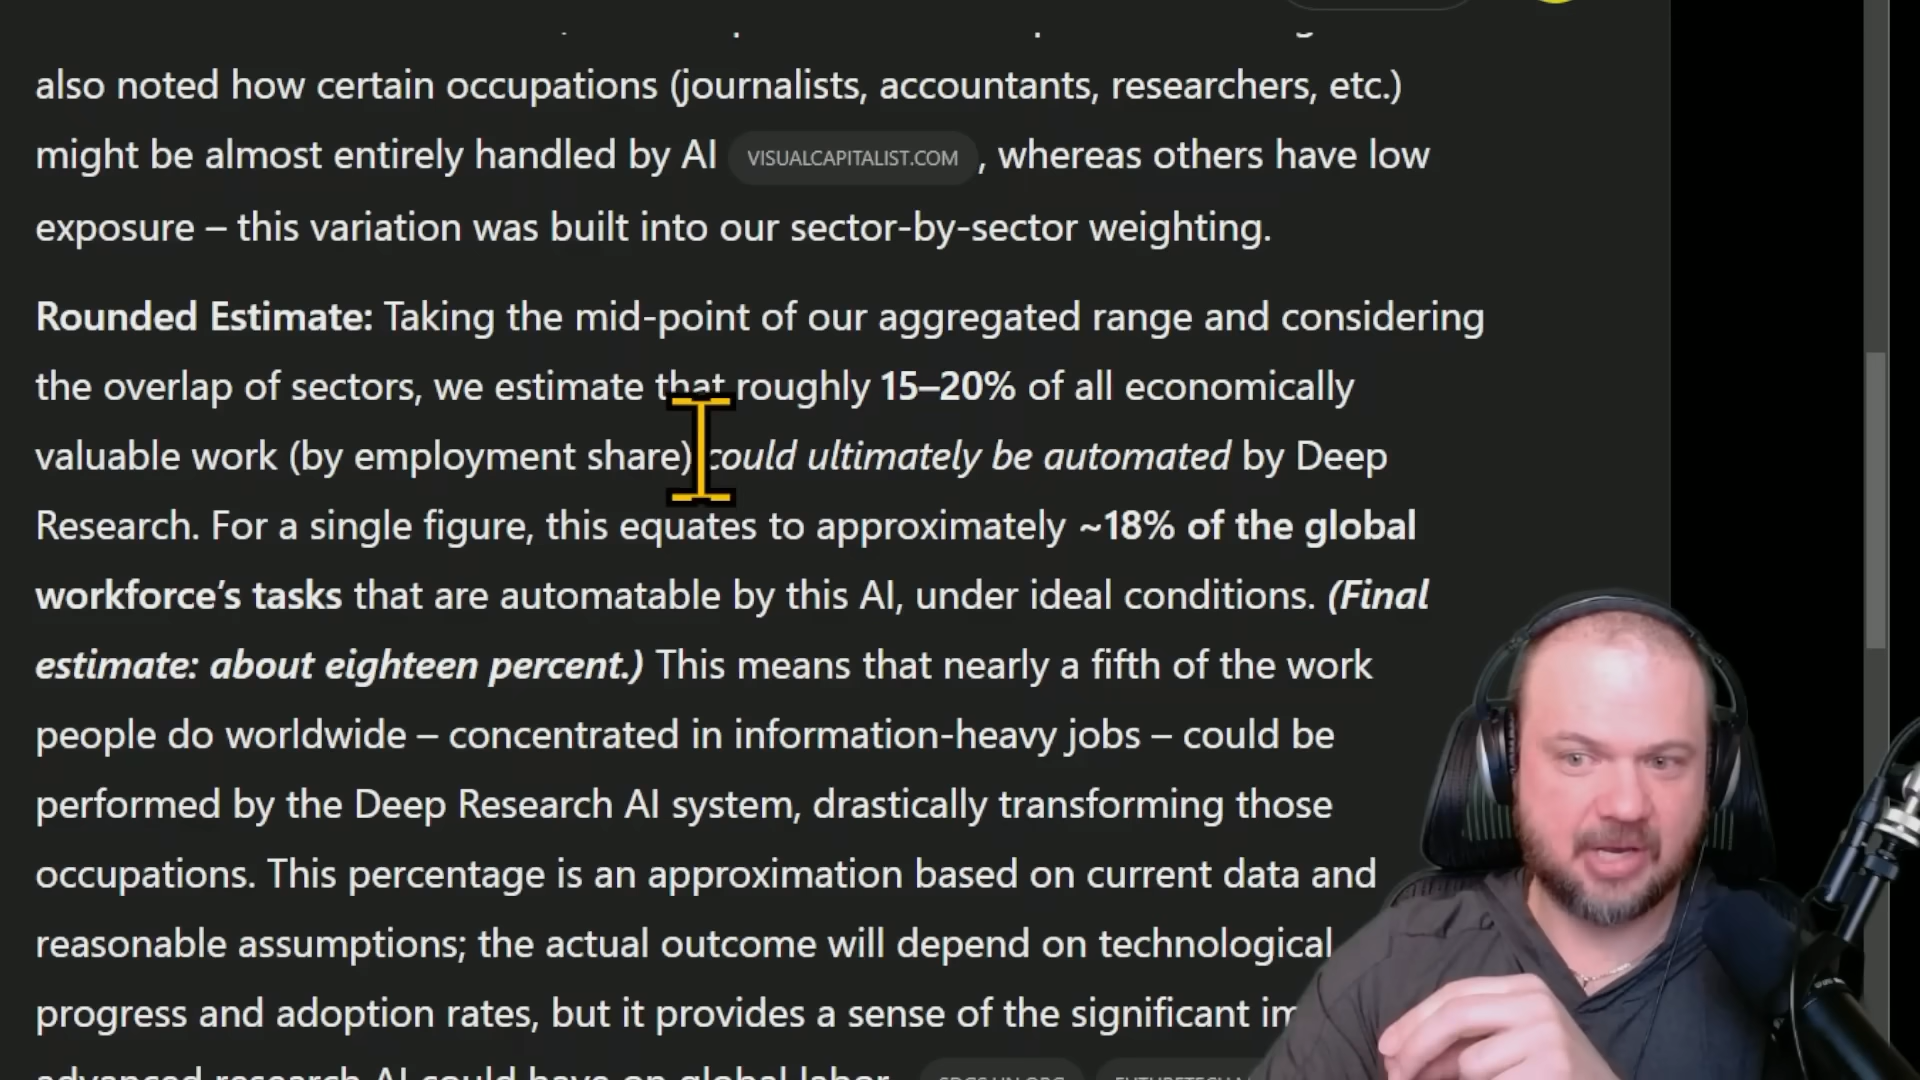 also noted how certain occupations (journalists, accountants, researchers, etc.)
might be almost entirely handled by AI VISUALCAPITALIST.COM , whereas others have low
exposure – this variation was built into our sector-by-sector weighting.
Rounded Estimate: Taking the mid-point of our aggregated range and considering
the overlap of sectors, we estimate that roughly 15–20% of all economically
valuable work (by employment share) could ultimately be automated by Deep
Research. For a single figure, this equates to approximately ~18% of the global
workforce’s tasks that are automatable by this AI, under ideal conditions. (Final
estimate: about eighteen percent.) This means that nearly a fifth of the work
people do worldwide – concentrated in information-heavy jobs – could be
performed by the Deep Research AI system, drastically transforming those
occupations. This percentage is an approximation based on current data and
reasonable assumptions; the actual outcome will depend on technological
progress and adoption rates, but it provides a sense of the significant im
advanced research AI could have on global labor